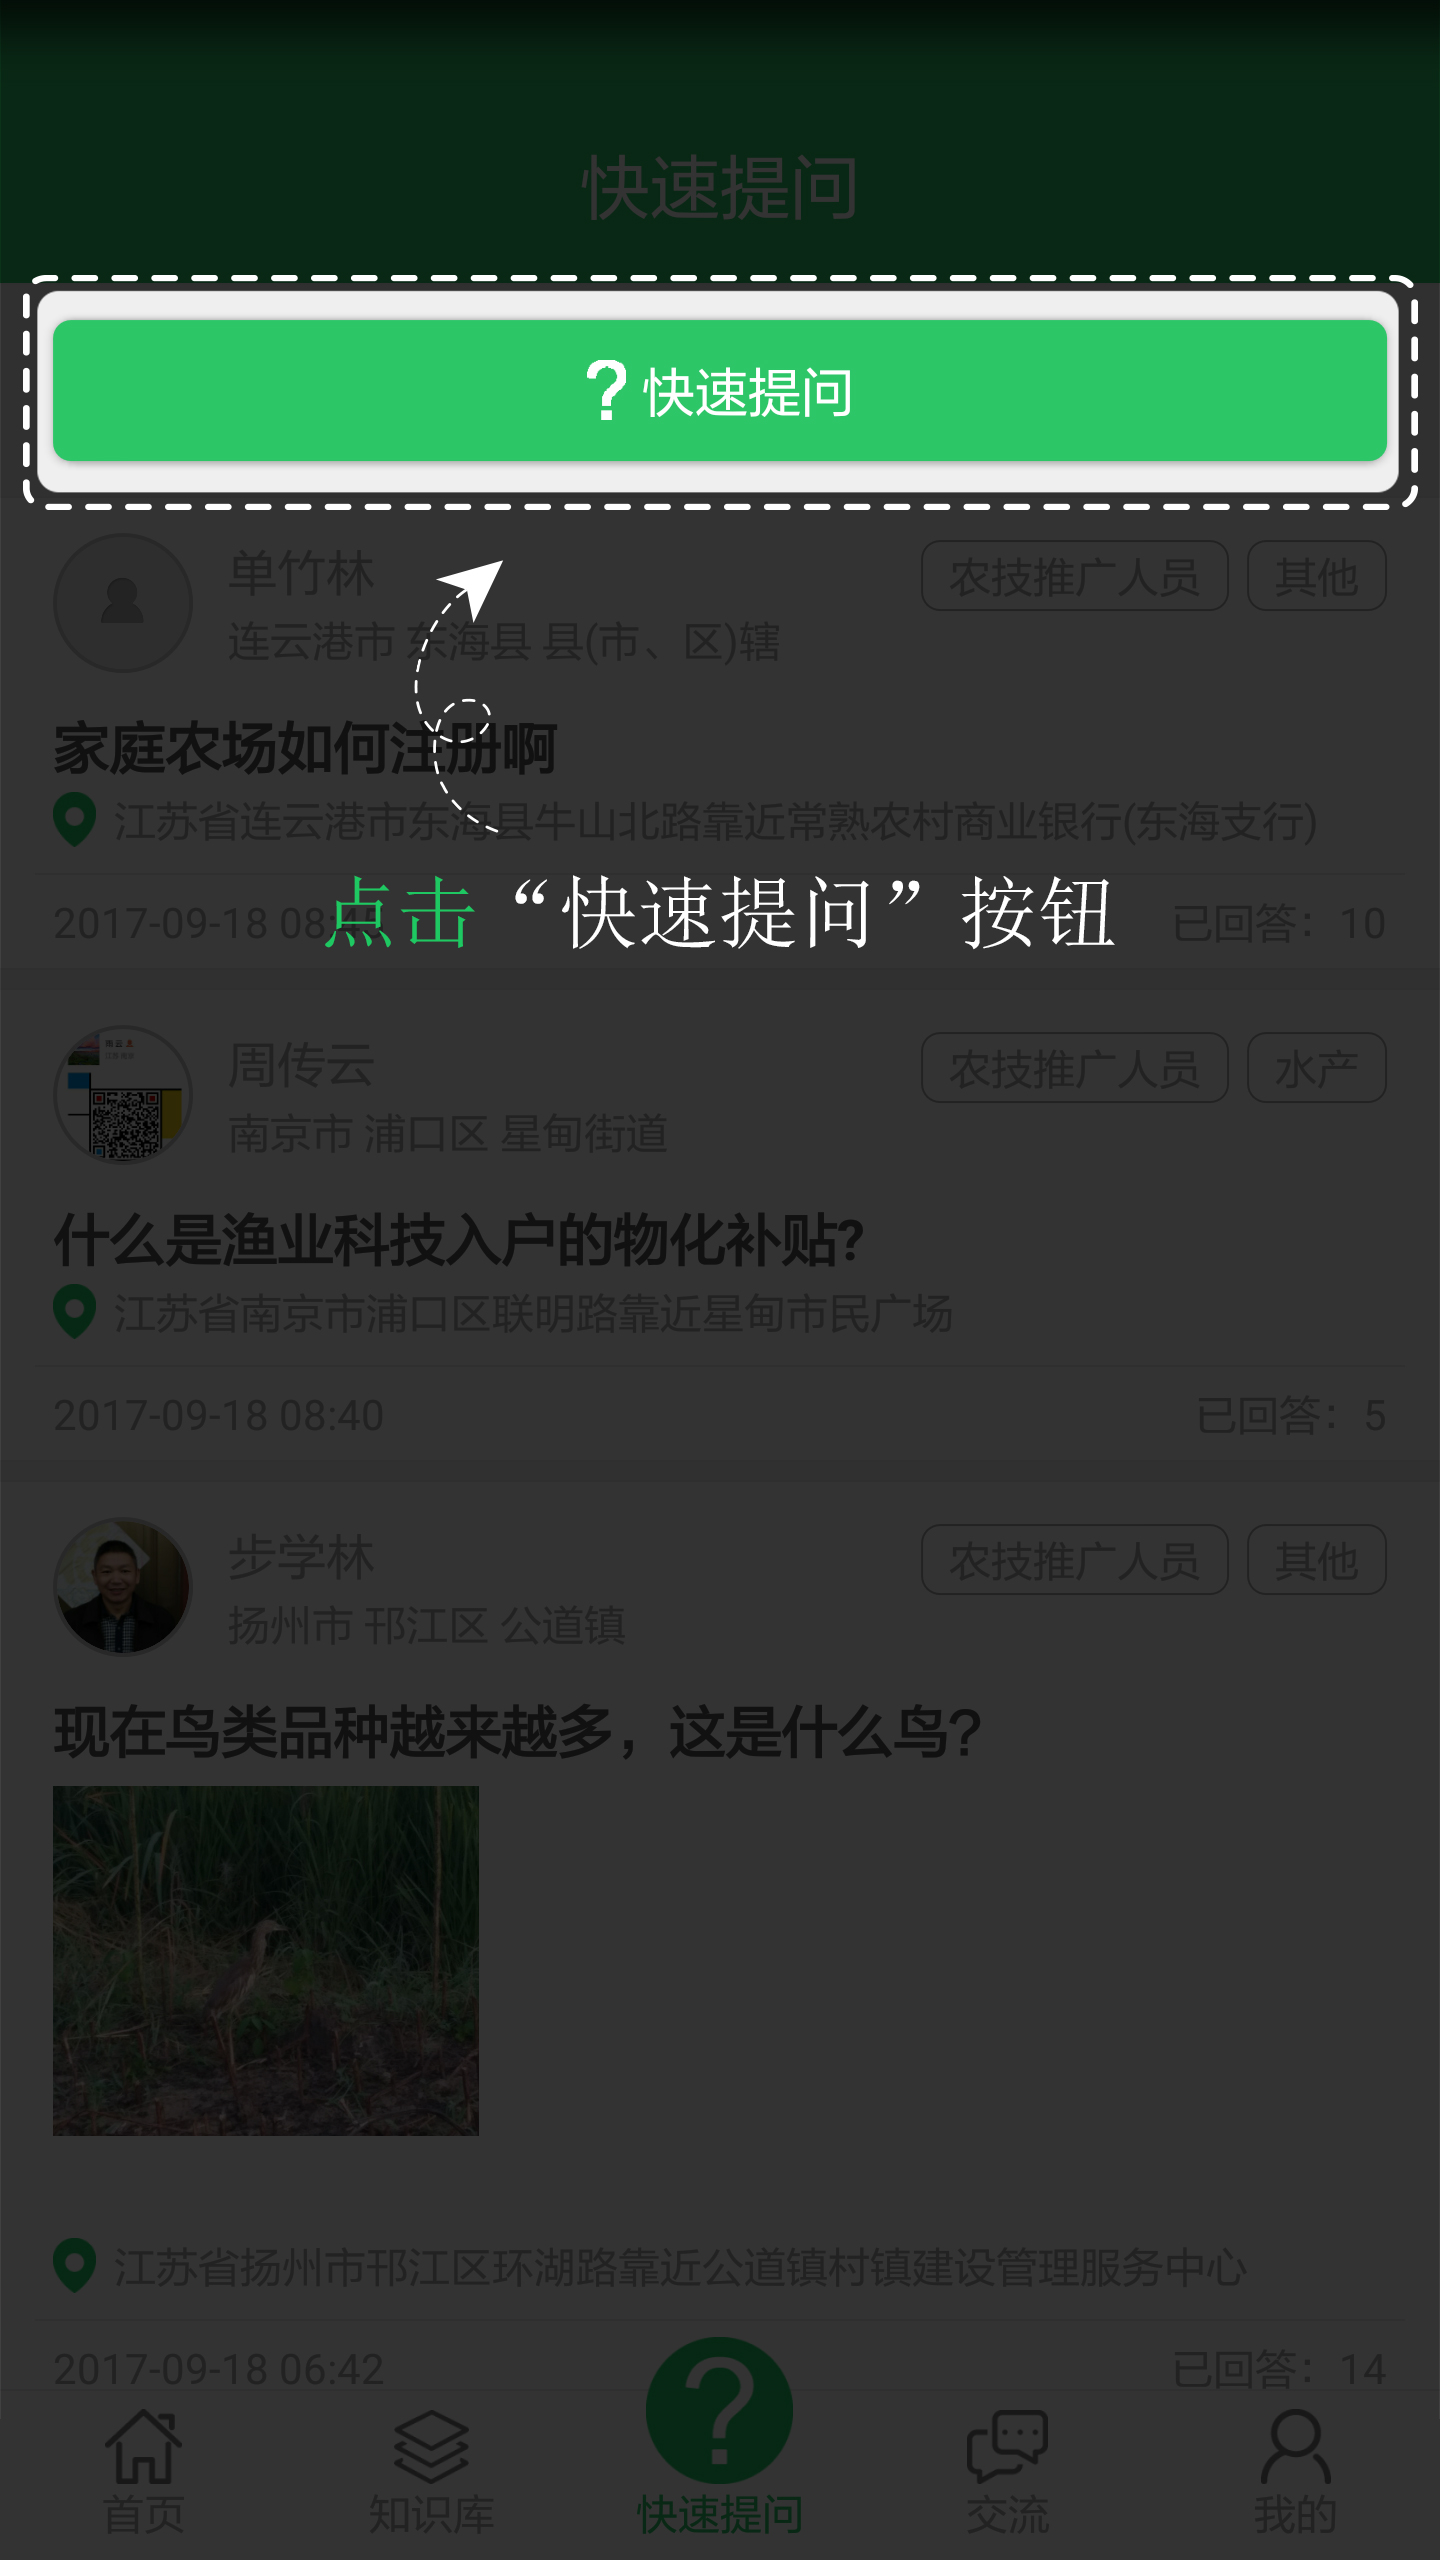 快速提问
?快速提问
单竹林
农技推广人员 其他
连云港市 东海县 县(市、区)辖
家庭农场如何注册啊
江苏省连云港市东海县牛山北路靠近常熟农村商业银行(东海支行)
点击“快速提问”按钮
2017-09-18 08:45 已回答：10
周传云
农技推广人员 水产
南京市 浦口区 星甸街道
什么是渔业科技入户的物化补贴?
江苏省南京市浦口区联明路靠近星甸市民广场
2017-09-18 08:40 已回答：5
步学林
农技推广人员 其他
扬州市 邗江区 公道镇
现在鸟类品种越来越多，这是什么鸟?
江苏省扬州市邗江区环湖路靠近公道镇村镇建设管理服务中心
2017-09-18 06:42 已回答：14
首页 知识库 快速提问 交流 我的